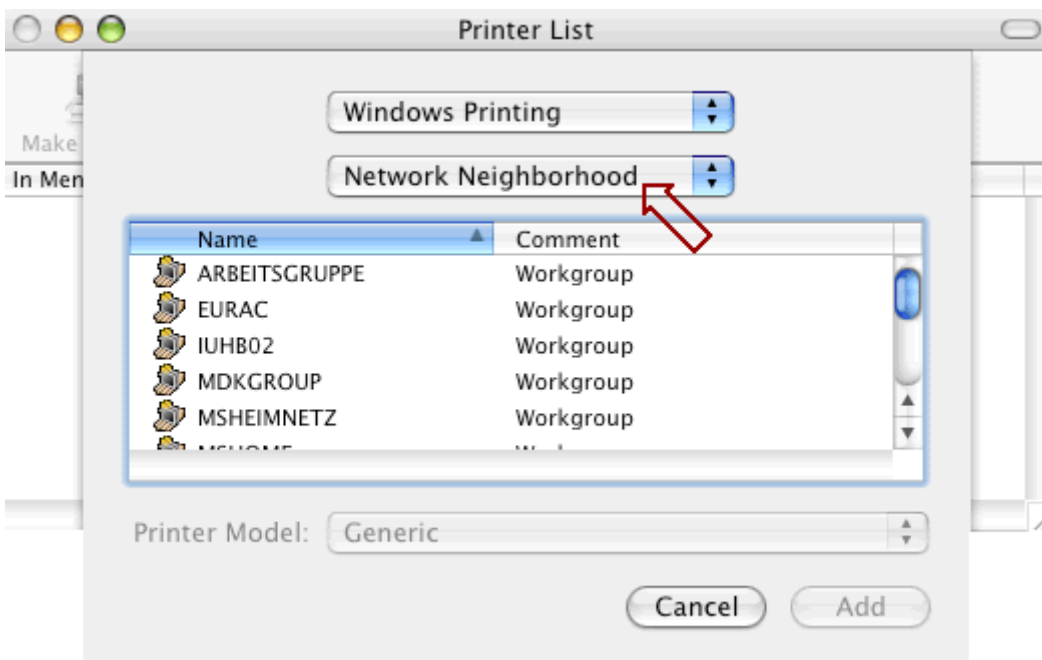 Printer List
Make
In Men
Windows Printing
Network Neighborhood
Name Comment
ARBEITSGRUPPE Workgroup
EURAC Workgroup
IUHB02 Workgroup
MDKGROUP Workgroup
MSHEIMNETZ Workgroup
Printer Model: Generic
Cancel Add